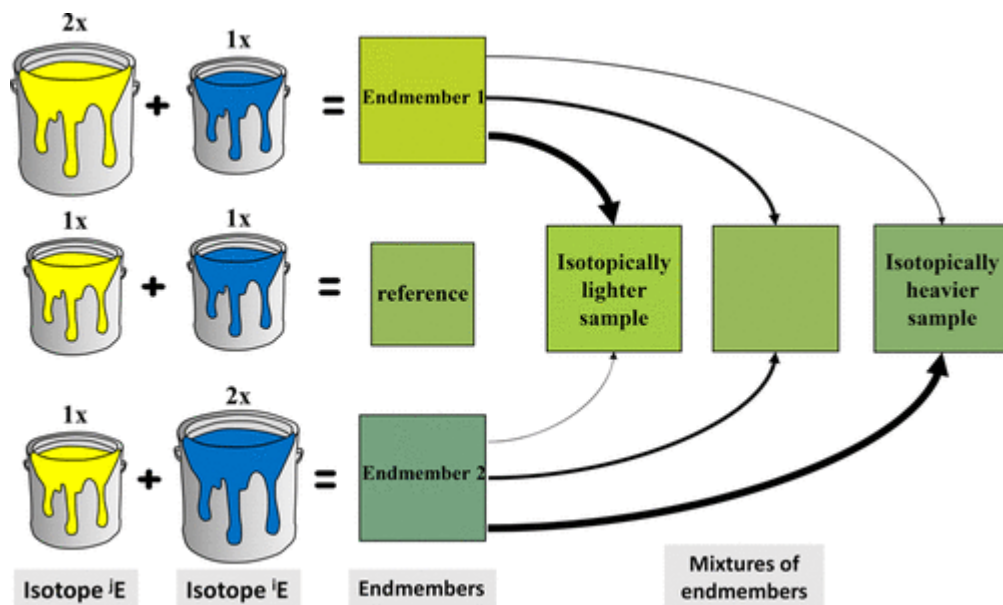 2x
1x
Endmember 1
1x
1x
reference
Isotopically
lighter
sample
Isotopically
heavier
sample
1x
2x
Endmember 2
Isotope ʲE
Isotope ⁱE
Endmembers
Mixtures of
endmembers